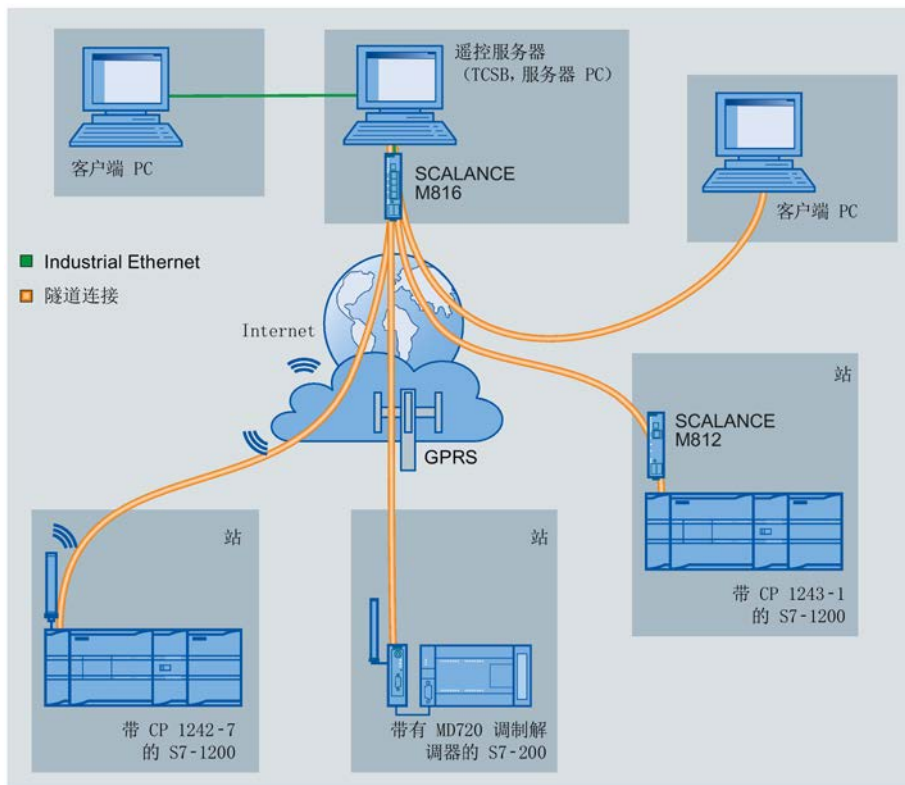 遥控服务器
（TCSB，服务器 PC）
客户端 PC
SCALANCE
M816
客户端 PC
Industrial Ethernet
隧道连接
Internet
站
SCALANCE
M812
GPRS
站
站
带 CP 1243-1
的 S7-1200
带 CP 1242-7
的 S7-1200
带有 MD720 调制解
调器的 S7-200